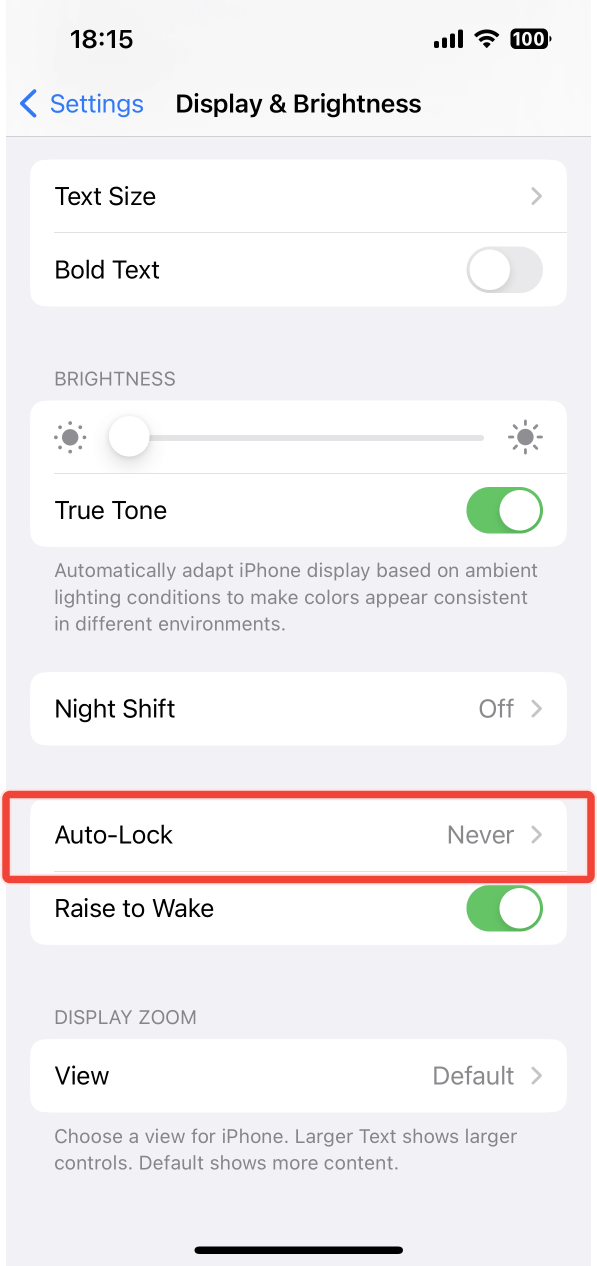 18:15
100
Settings
Display & Brightness
Text Size
Bold Text
BRIGHTNESS
True Tone
Automatically adapt iPhone display based on ambient
lighting conditions to make colors appear consistent
in different environments.
Night Shift
Off
Auto-Lock
Never
Raise to Wake
DISPLAY ZOOM
View
Default
Choose a view for iPhone. Larger Text shows larger
controls. Default shows more content.